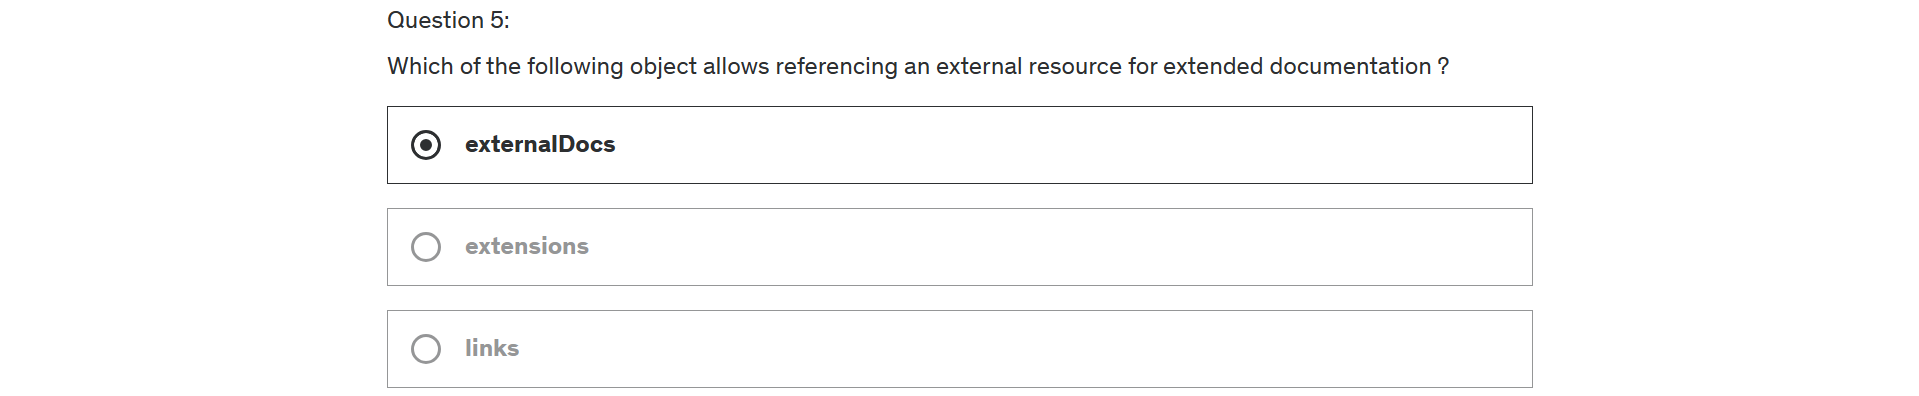 Question 5:
Which of the following object allows referencing an external resource for extended documentation ?
externalDocs
extensions
links